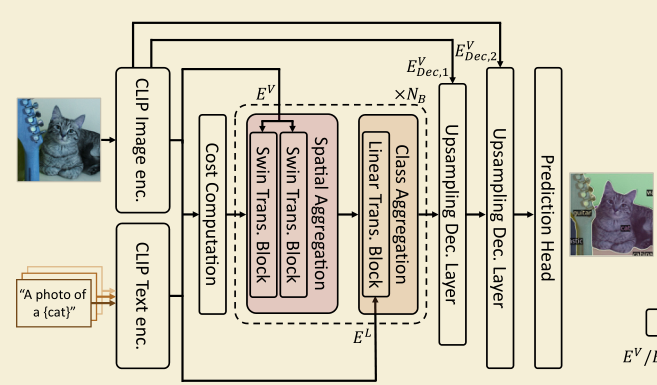 E^V_{Dec,1}
E^V_{Dec,2}
CLIP Image enc.
E^V
×N_B
Cost Computation
Swin Trans. Block
Swin Trans. Block
Spatial Aggregation
Linear Trans. Block
Class Aggregation
Upsampling Dec. Layer
Upsampling Dec. Layer
Prediction Head
guitar
cat
CLIP Text enc.
“A photo of
a {cat}”
E^L